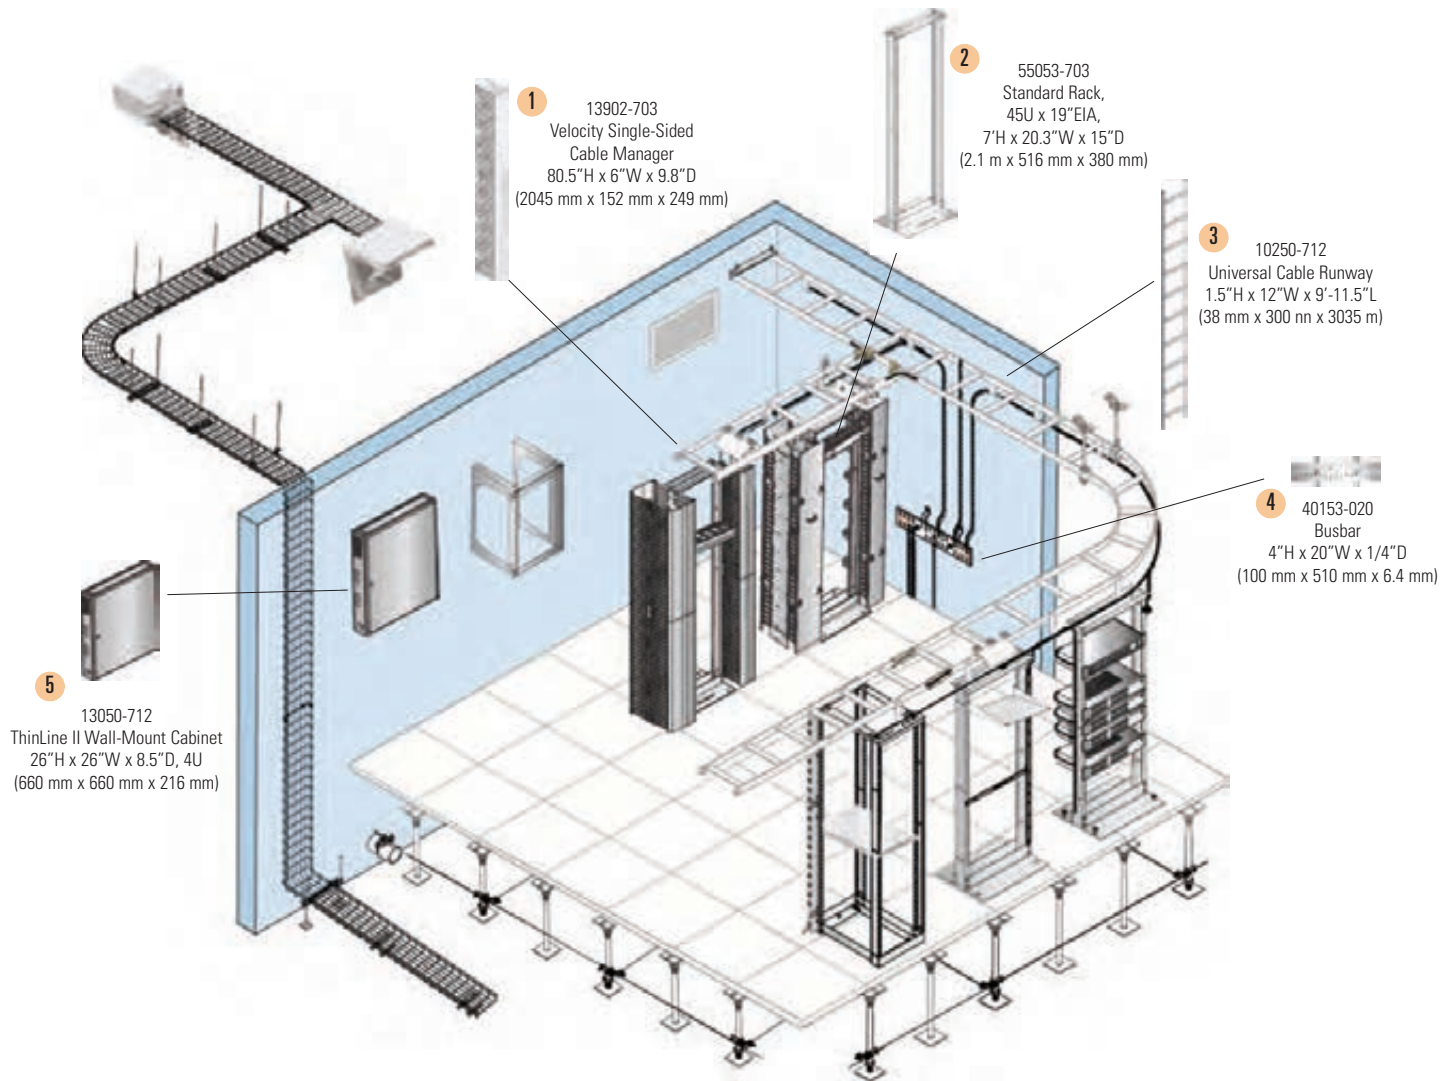 1
13902-703
Velocity Single-Sided
Cable Manager
80.5”H x 6”W x 9.8”D
(2045 mm x 152 mm x 249 mm)
2
55053-703
Standard Rack,
45U x 19”EIA,
7’H x 20.3”W x 15”D
(2.1 m x 516 mm x 380 mm)
3
10250-712
Universal Cable Runway
1.5”H x 12”W x 9’-11.5”L
(38 mm x 300 nn x 3035 m)
4
40153-020
Busbar
4”H x 20”W x 1/4”D
(100 mm x 510 mm x 6.4 mm)
5
13050-712
ThinLine II Wall-Mount Cabinet
26”H x 26”W x 8.5”D, 4U
(660 mm x 660 mm x 216 mm)